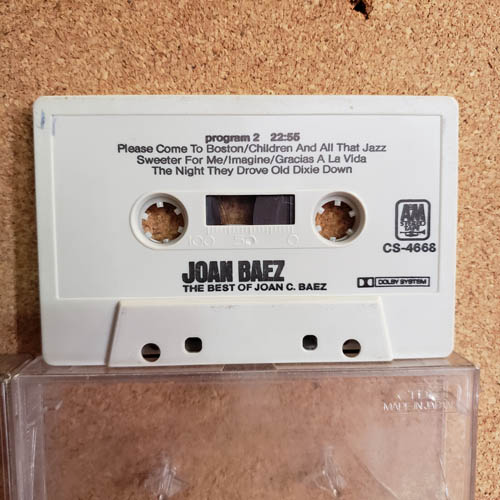 program 2 22:55
Please Come To Boston/Children And All That Jazz
Sweeter For Me/Imagine/Gracias A La Vida
The Night They Drove Old Dixie Down
A&M
CS-4668
100 50 0
JOAN BAEZ
THE BEST OF JOAN C. BAEZ
DOLBY SYSTEM
MADE IN JAPAN